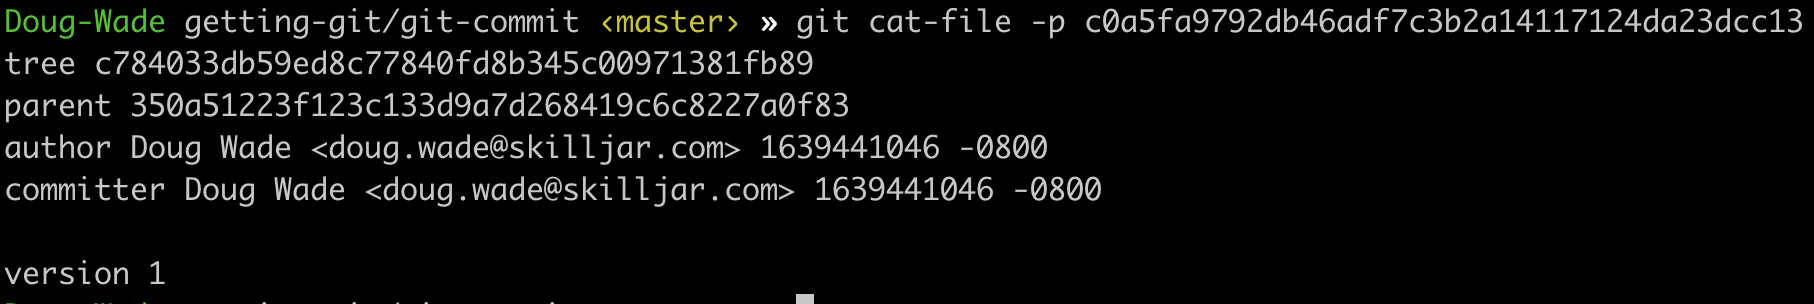 Doug-Wade getting-git/git-commit ‹master› » git cat-file -p c0a5fa9792db46adf7c3b2a14117124da23dcc13
tree c784033db59ed8c77840fd8b345c00971381fb89
parent 350a51223f123c133d9a7d268419c6c8227a0f83
author Doug Wade <doug.wade@skilljar.com> 1639441046 -0800
committer Doug Wade <doug.wade@skilljar.com> 1639441046 -0800
version 1